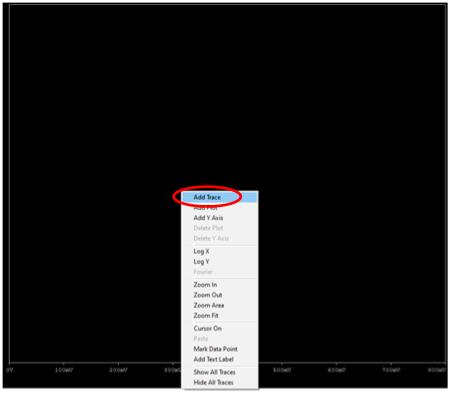 Add Trace
Add Plot
Add Y Axis
Delete Plot
Delete Y Axis
Log X
Log Y
Fourier
Zoom In
Zoom Out
Zoom Area
Zoom Fit
Cursor On
Paste
Mark Data Point
Add Text Label
Show All Traces
Hide All Traces
0V 100mV 200mV 300m 500mV 600mV 700mV 800mV